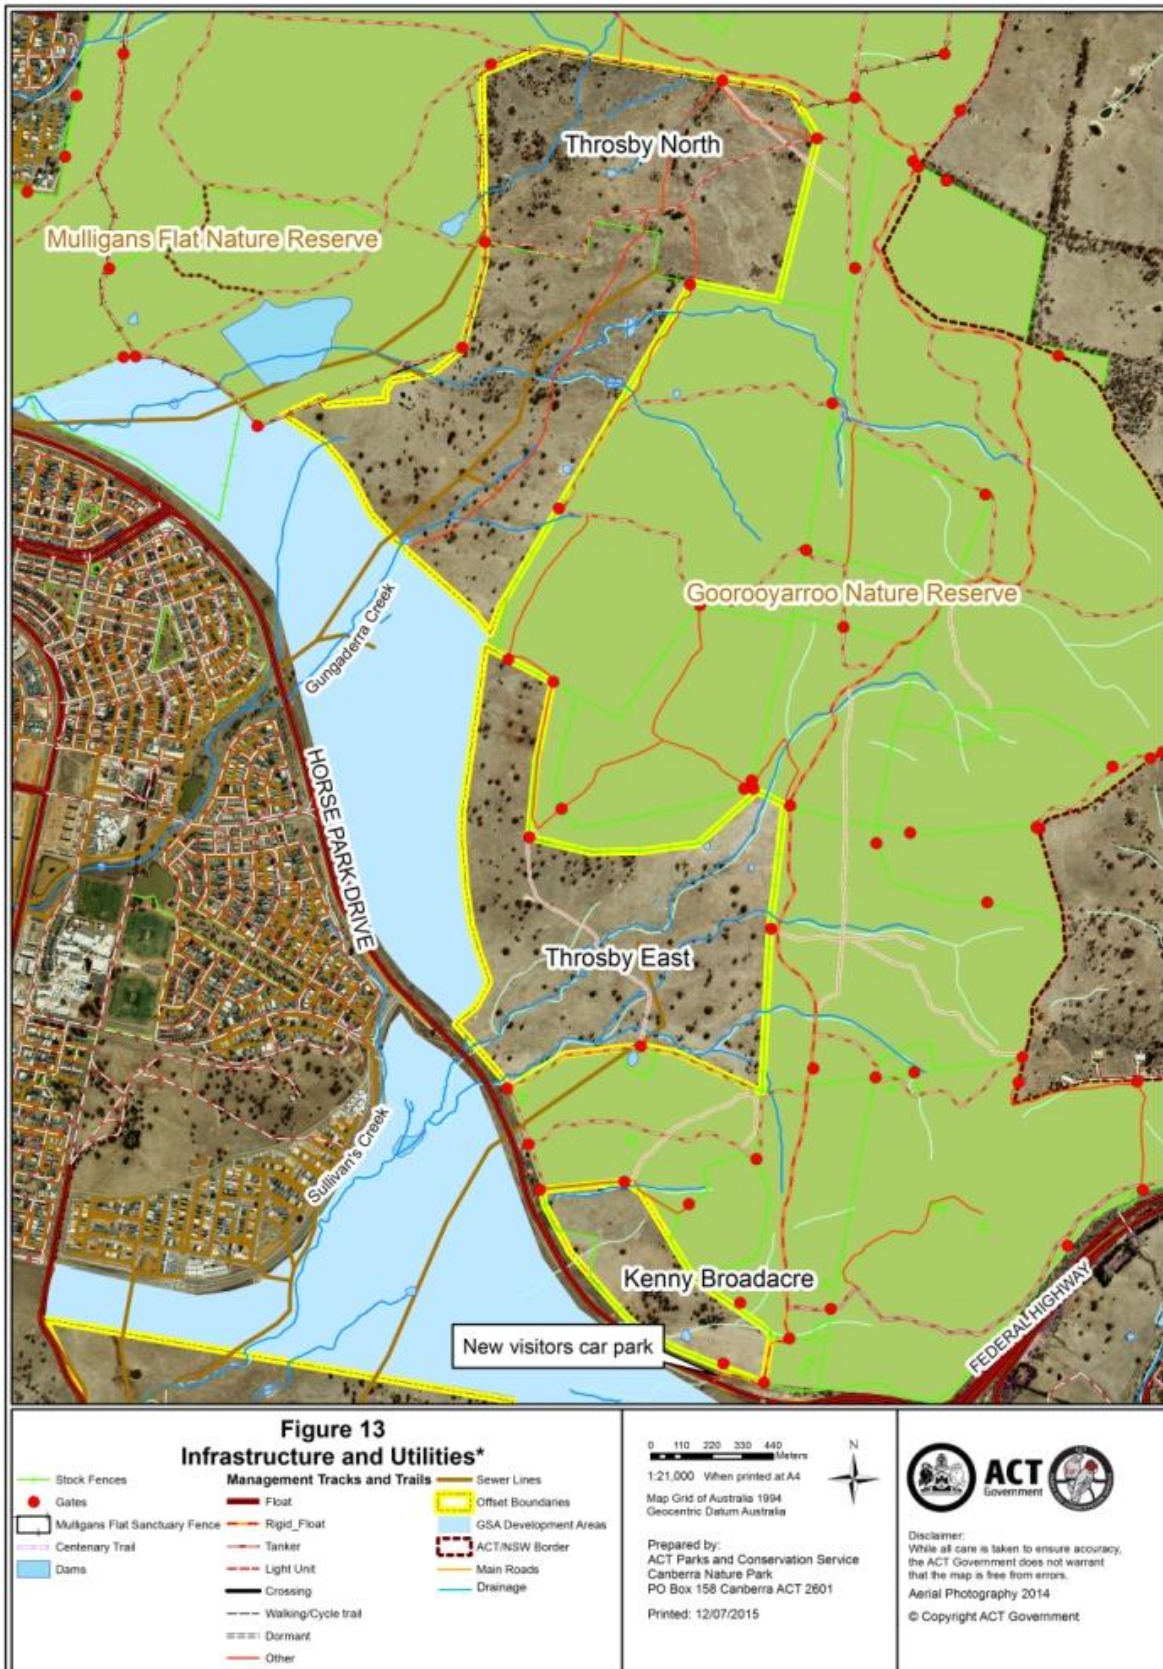 Throsby North
Mulligans Flat Nature Reserve
Goorooyarroo Nature Reserve
Gungaderra Creek
HORSE PARK DRIVE
Throsby East
Sullivan's Creek
Kenny Broadacre
New visitors car park
FEDERAL HIGHWAY
Figure 13
Infrastructure and Utilities*
Stock Fences
Gates
Mulligans Flat Sanctuary Fence
Centenary Trail
Dams
Management Tracks and Trails
Float
Rigid_Float
Tanker
Light Unit
Crossing
Walking/Cycle trail
Dormant
Other
Sewer Lines
Offset Boundaries
GSA Development Areas
ACT/NSW Border
Main Roads
Drainage
0 110 220 330 440
Meters
1:21,000 When printed at A4
N
Map Grid of Australia 1994
Geocentric Datum Australia
Prepared by:
ACT Parks and Conservation Service
Canberra Nature Park
PO Box 158 Canberra ACT 2601
Printed: 12/07/2015
ACT
Government
Disclaimer:
While all care is taken to ensure accuracy,
the ACT Government does not warrant
that the map is free from errors.
Aerial Photography 2014
© Copyright ACT Government